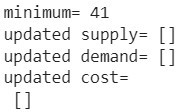 minimum= 41
updated supply= []
updated demand= []
updated cost=
 []